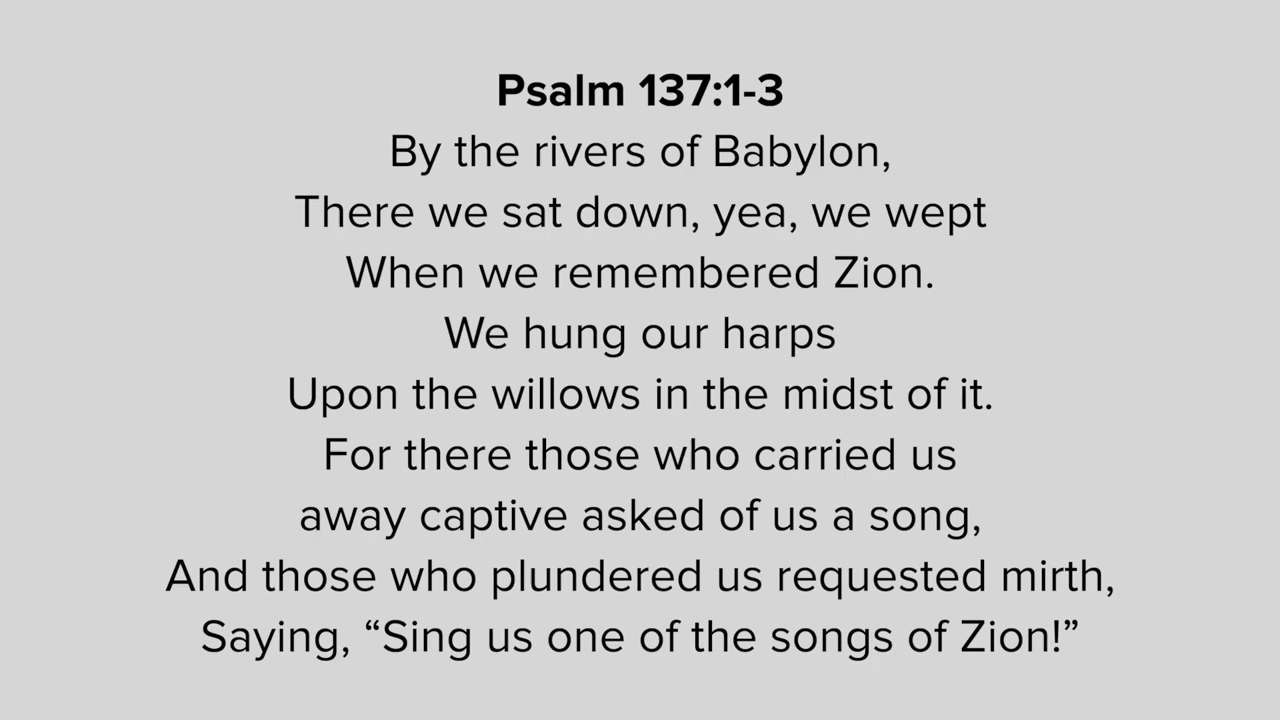 Psalm 137:1-3
By the rivers of Babylon,
There we sat down, yea, we wept
When we remembered Zion.
We hung our harps
Upon the willows in the midst of it.
For there those who carried us
away captive asked of us a song,
And those who plundered us requested mirth,
Saying, “Sing us one of the songs of Zion!”